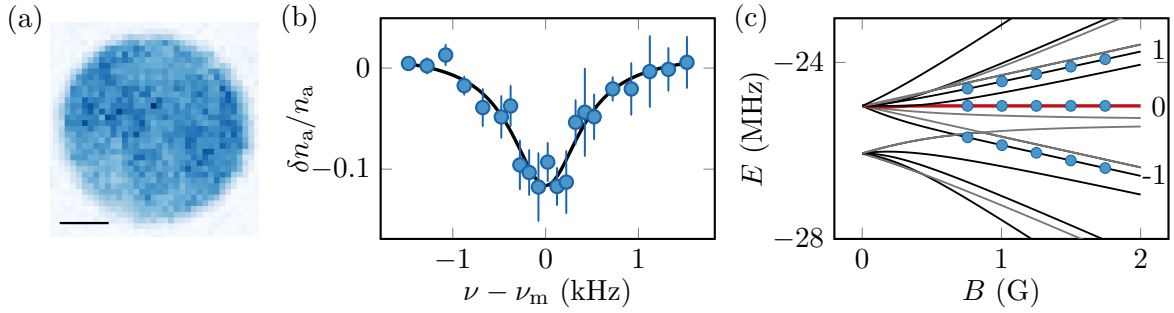 (a)
(b)
δn_a/n_a
0
−0.1
−1
0
1
ν − ν_m (kHz)
(c)
E (MHz)
−24
−28
0
1
2
B (G)
1
0
-1